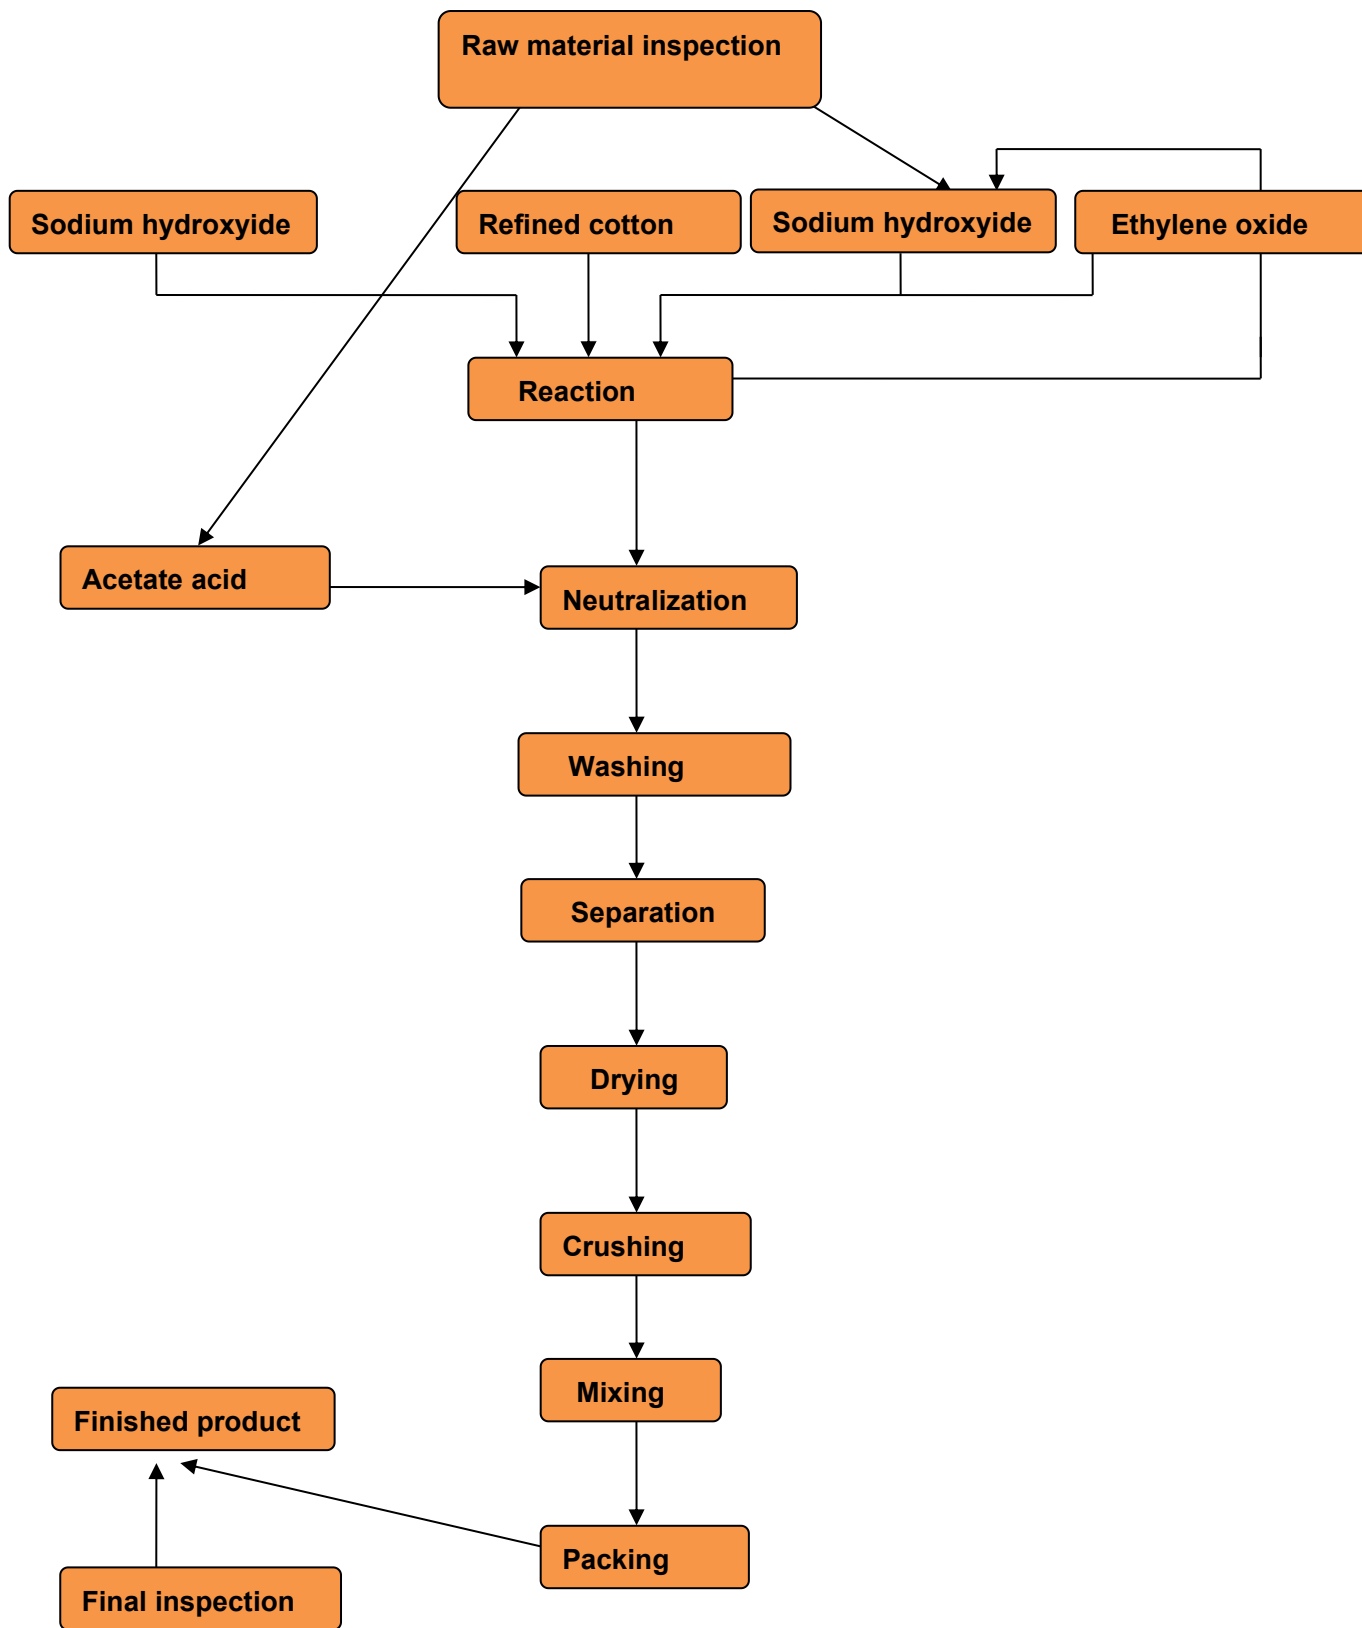 Raw material inspection
Sodium hydroxyide
Refined cotton
Sodium hydroxyide
Ethylene oxide
Reaction
Acetate acid
Neutralization
Washing
Separation
Drying
Crushing
Mixing
Finished product
Packing
Final inspection